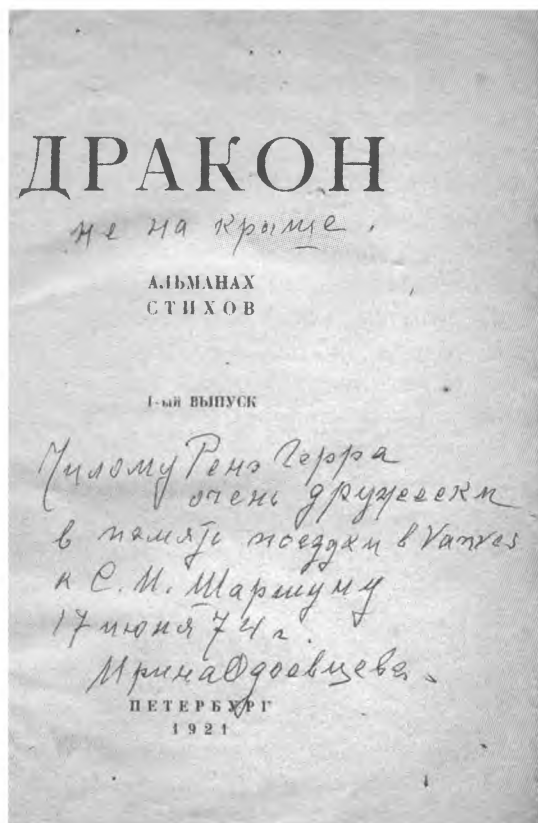 ДРАКОН
не на крыше.
АЛЬМАНАХ
СТИХОВ
1-ый ВЫПУСК
Милому Ренэ Герра
очень дружески
в память поездки в Vanves
к С. И. Шаршуну
17 июня 74 г.
Ирина Одоевцева.
ПЕТЕРБУРГ
1921